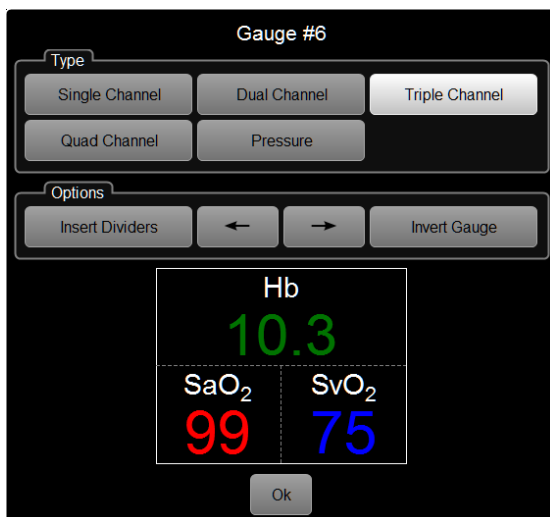 Gauge #6
Type
Single Channel Dual Channel Triple Channel
Quad Channel Pressure
Options
Insert Dividers ← → Invert Gauge
Hb
10.3
SaO₂ SvO₂
99 75
Ok